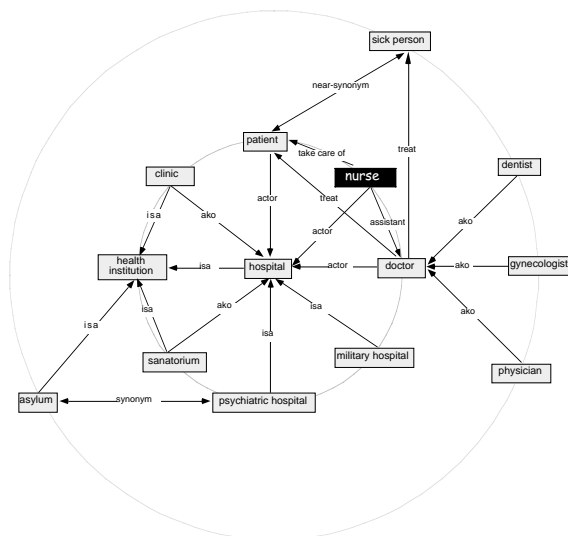 sick person
near-synonym
patient
take care of
treat
clinic
nurse
dentist
actor
treat
isa
ako
actor
assistant
ako
health
institution
isa
hospital
actor
doctor
ako
gynecologist
isa
ako
isa
isa
ako
isa
sanatorium
military hospital
physician
asylum
synonym
psychiatric hospital